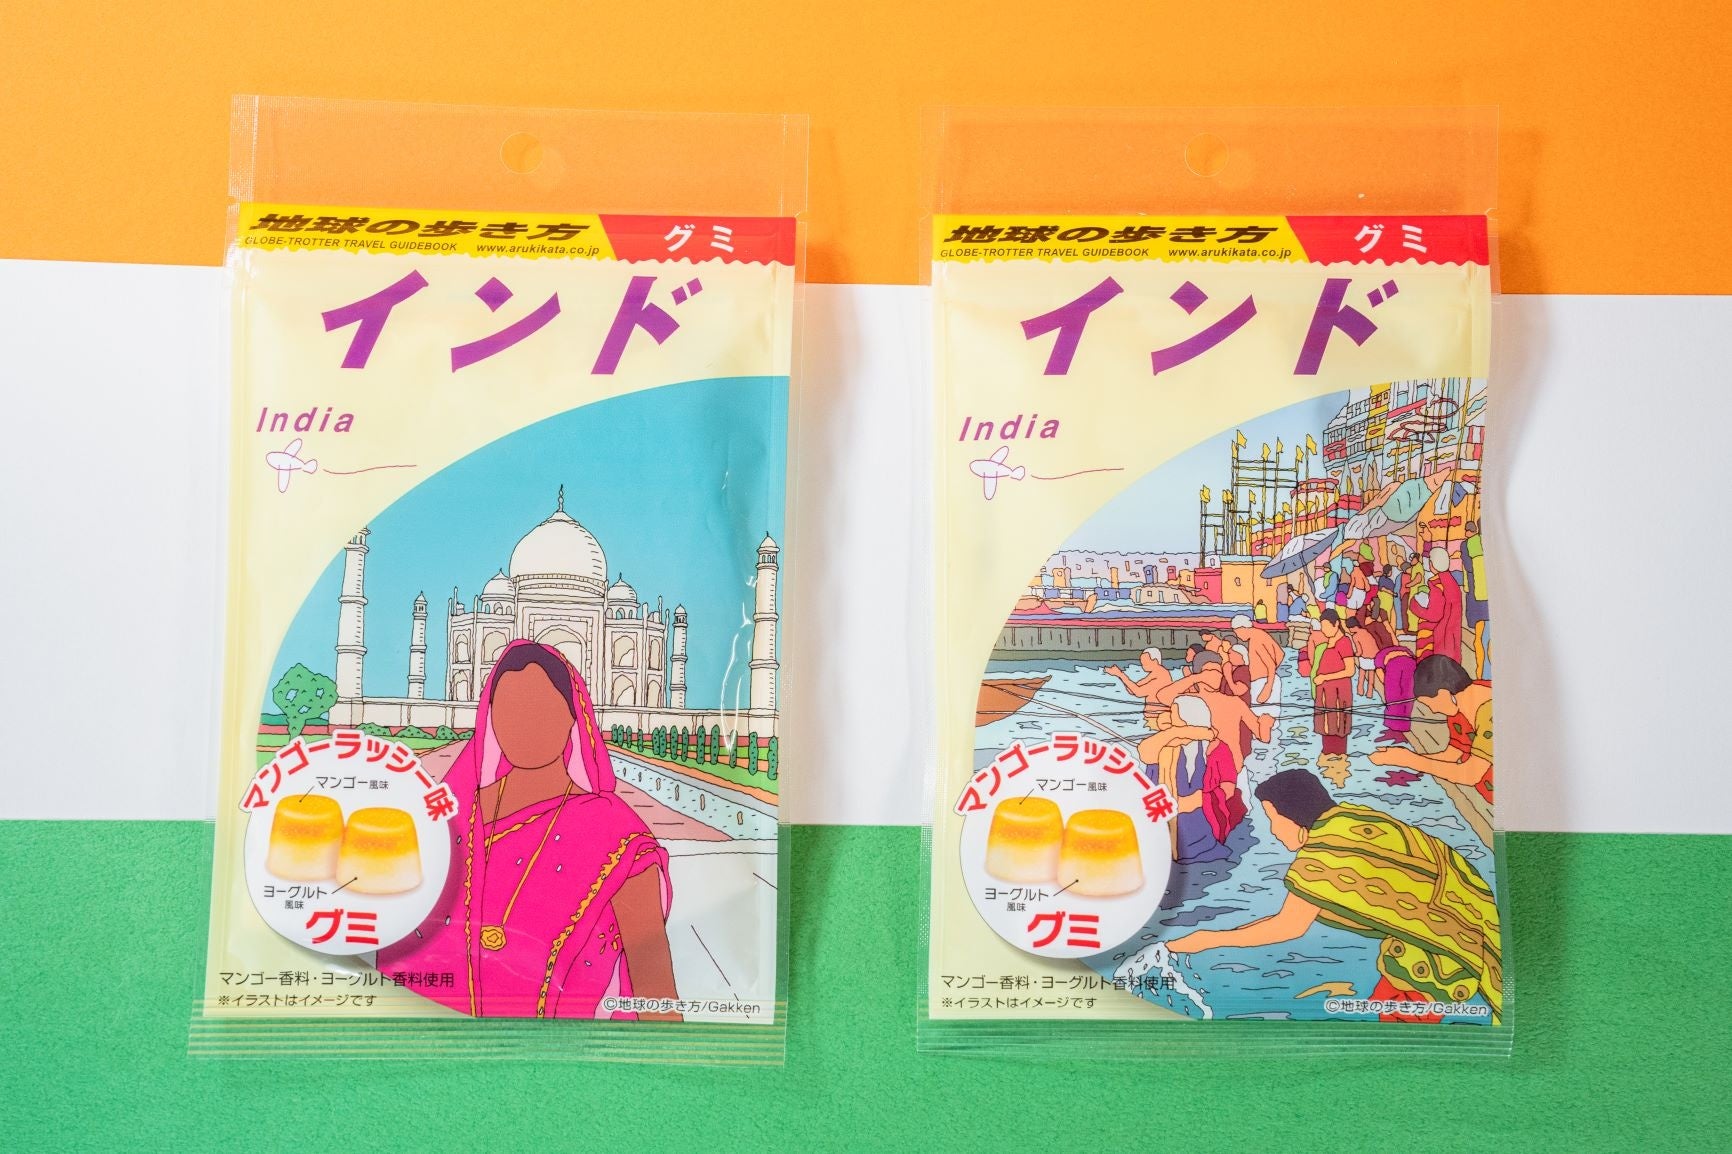 地球の歩き方 グミ
GLOBE-TROTTER TRAVEL GUIDEBOOK www.arukikata.co.jp
インド
India
マンゴーラッシー味
マンゴー風味
ヨーグルト
風味
グミ
マンゴー香料・ヨーグルト香料使用
※イラストはイメージです
©地球の歩き方/Gakken
地球の歩き方 グミ
GLOBE-TROTTER TRAVEL GUIDEBOOK www.arukikata.co.jp
インド
India
マンゴーラッシー味
マンゴー風味
ヨーグルト
風味
グミ
マンゴー香料・ヨーグルト香料使用
※イラストはイメージです
©地球の歩き方/Gakken